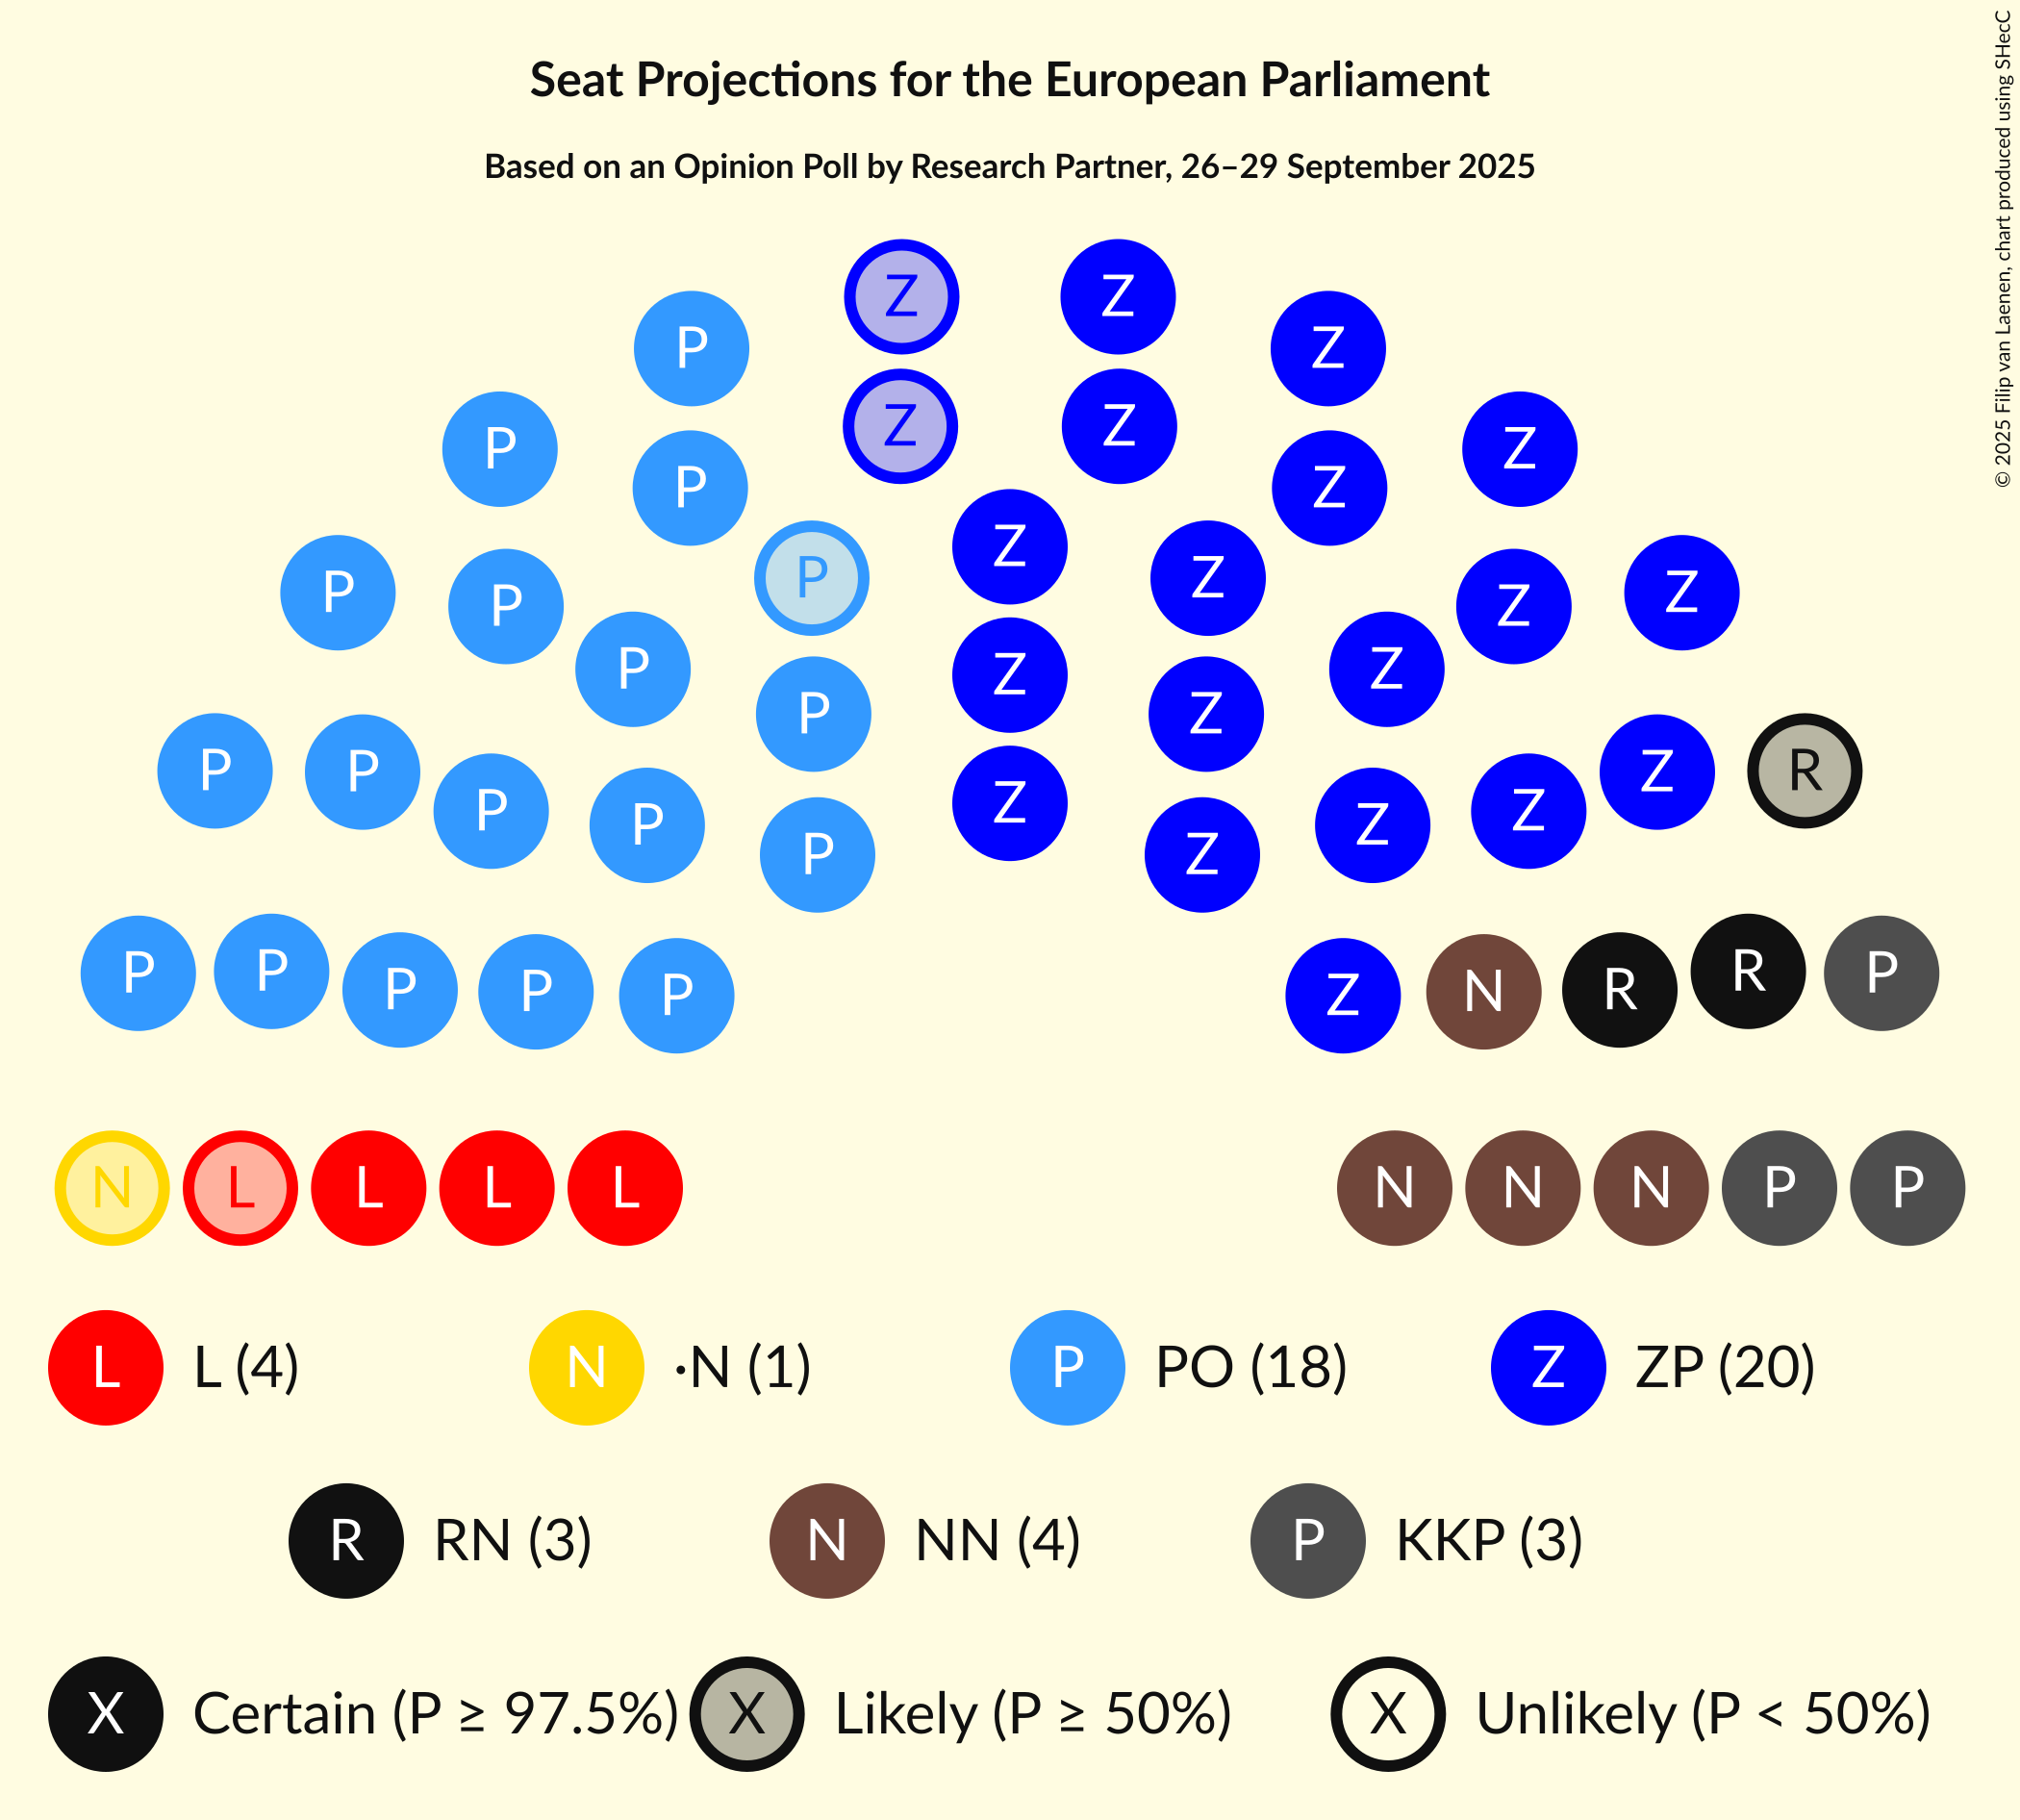 Seat Projections for the European Parliament
Based on an Opinion Poll by Research Partner, 26–29 September 2025
© 2025 Filip van Laenen, chart produced using SHecC
Z Z
P Z
Z Z
P Z
P Z
Z
P Z
P Z
P Z
P Z
Z
P Z
P Z
P P Z Z R
P Z
P Z
Z
P Z
P P P P P Z N R R P
N L L L L N N N P P
L L (4) N ·N (1) P PO (18) Z ZP (20)
R RN (3) N NN (4) P KKP (3)
X Certain (P ≥ 97.5%) X Likely (P ≥ 50%) X Unlikely (P < 50%)